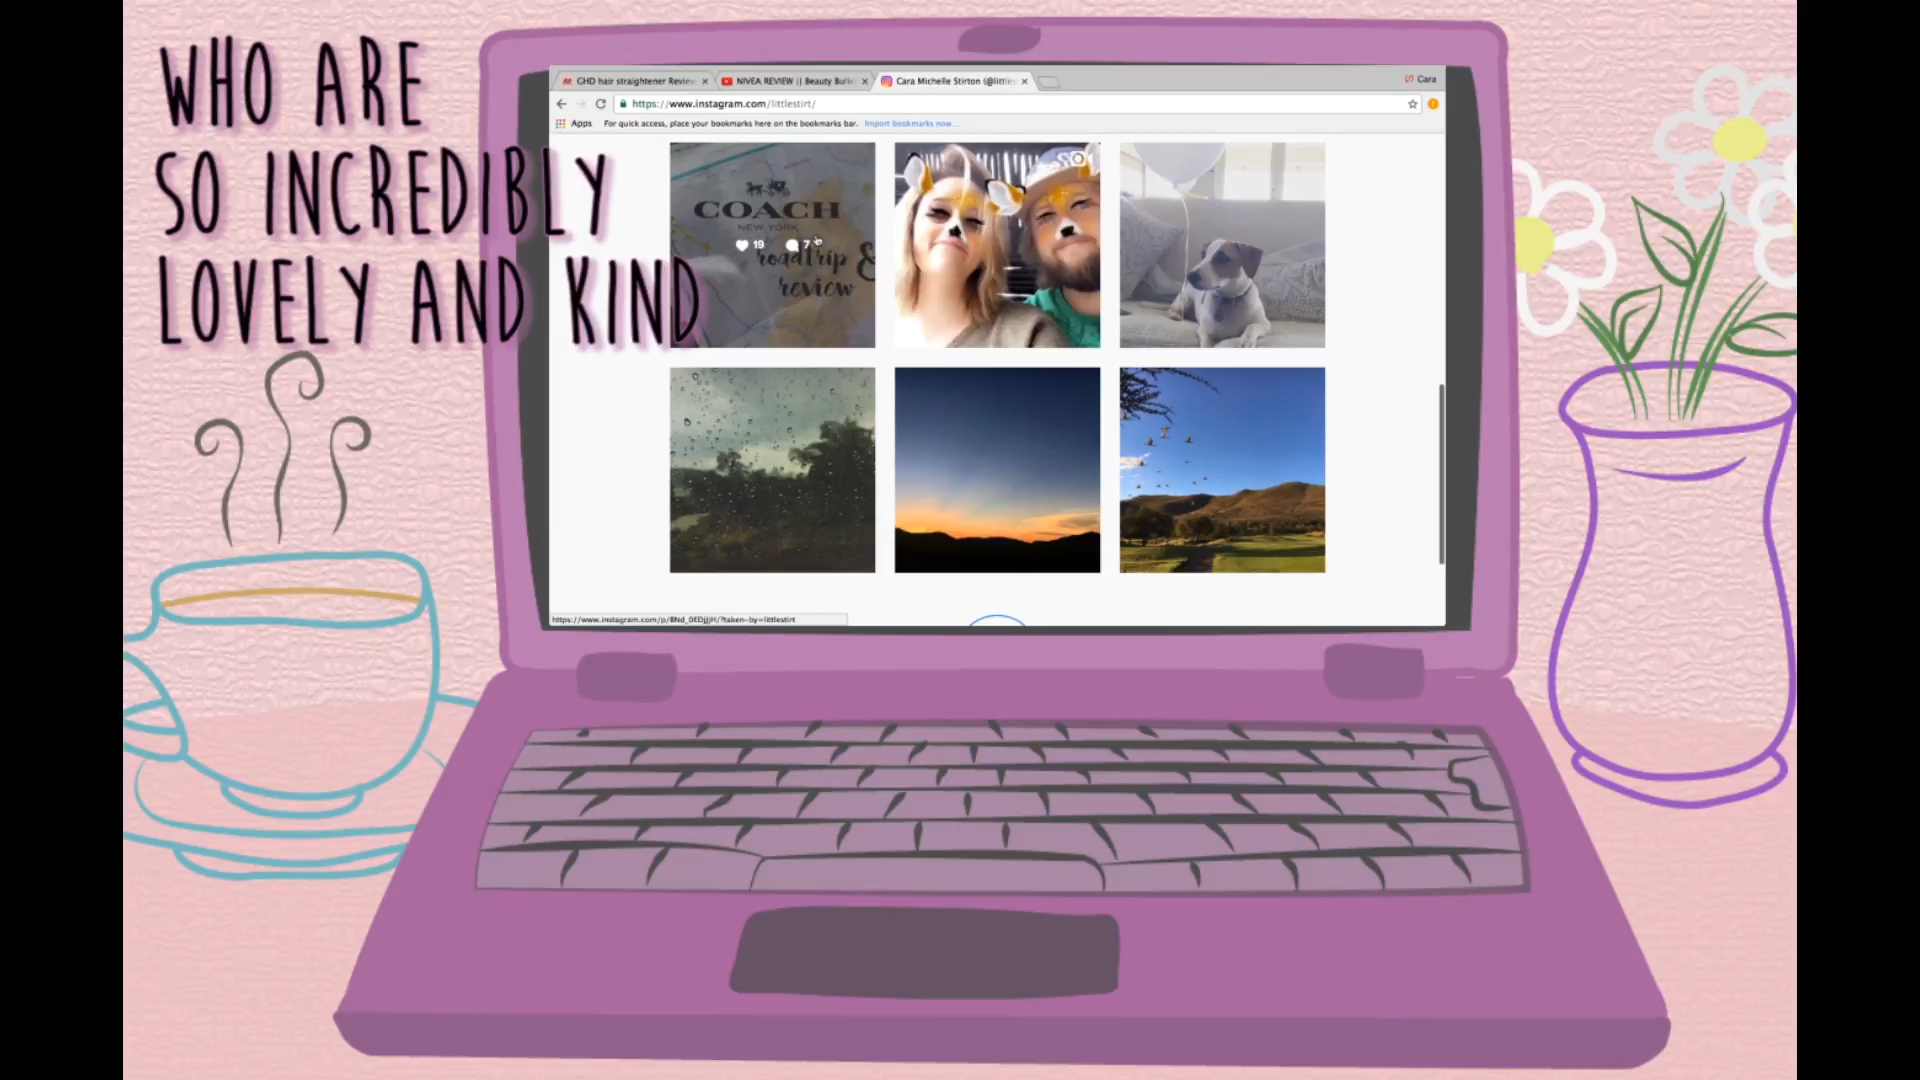 WHO ARE
SO INCREDIBLY
LOVELY AND KIND
GHD hair straightener Review
NIVEA REVIEW || Beauty Bulle
Cara Michelle Stirton (@littles
Cara
https://www.instagram.com/littlestirt/
Apps
For quick access, place your bookmarks here on the bookmarks bar. Import bookmarks now...
COACH
NEW YORK
19 7
roadtrip &
review